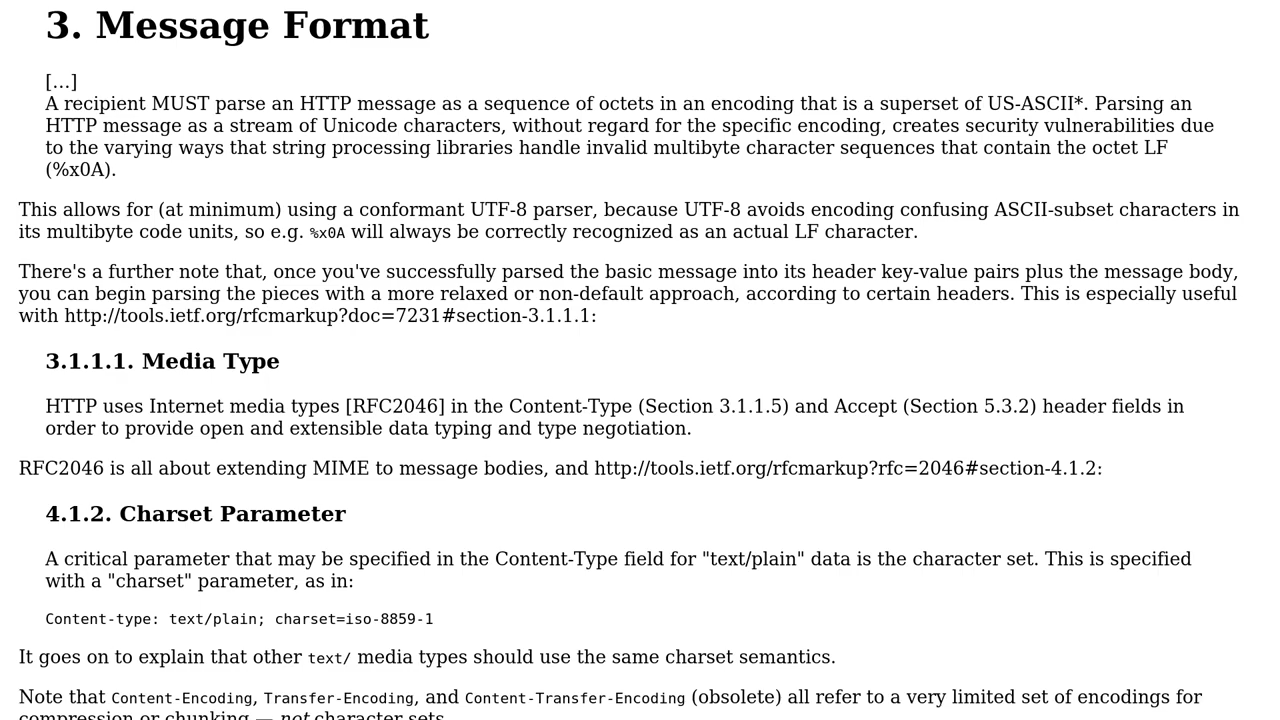 3. Message Format
[…]
A recipient MUST parse an HTTP message as a sequence of octets in an encoding that is a superset of US-ASCII*. Parsing an
HTTP message as a stream of Unicode characters, without regard for the specific encoding, creates security vulnerabilities due
to the varying ways that string processing libraries handle invalid multibyte character sequences that contain the octet LF
(%x0A).
This allows for (at minimum) using a conformant UTF-8 parser, because UTF-8 avoids encoding confusing ASCII-subset characters in
its multibyte code units, so e.g. %x0A will always be correctly recognized as an actual LF character.
There's a further note that, once you've successfully parsed the basic message into its header key-value pairs plus the message body,
you can begin parsing the pieces with a more relaxed or non-default approach, according to certain headers. This is especially useful
with http://tools.ietf.org/rfcmarkup?doc=7231#section-3.1.1.1:
3.1.1.1. Media Type
HTTP uses Internet media types [RFC2046] in the Content-Type (Section 3.1.1.5) and Accept (Section 5.3.2) header fields in
order to provide open and extensible data typing and type negotiation.
RFC2046 is all about extending MIME to message bodies, and http://tools.ietf.org/rfcmarkup?rfc=2046#section-4.1.2:
4.1.2. Charset Parameter
A critical parameter that may be specified in the Content-Type field for "text/plain" data is the character set. This is specified
with a "charset" parameter, as in:
Content-type: text/plain; charset=iso-8859-1
It goes on to explain that other text/ media types should use the same charset semantics.
Note that Content-Encoding, Transfer-Encoding, and Content-Transfer-Encoding (obsolete) all refer to a very limited set of encodings for
compression or chunking — not character sets.